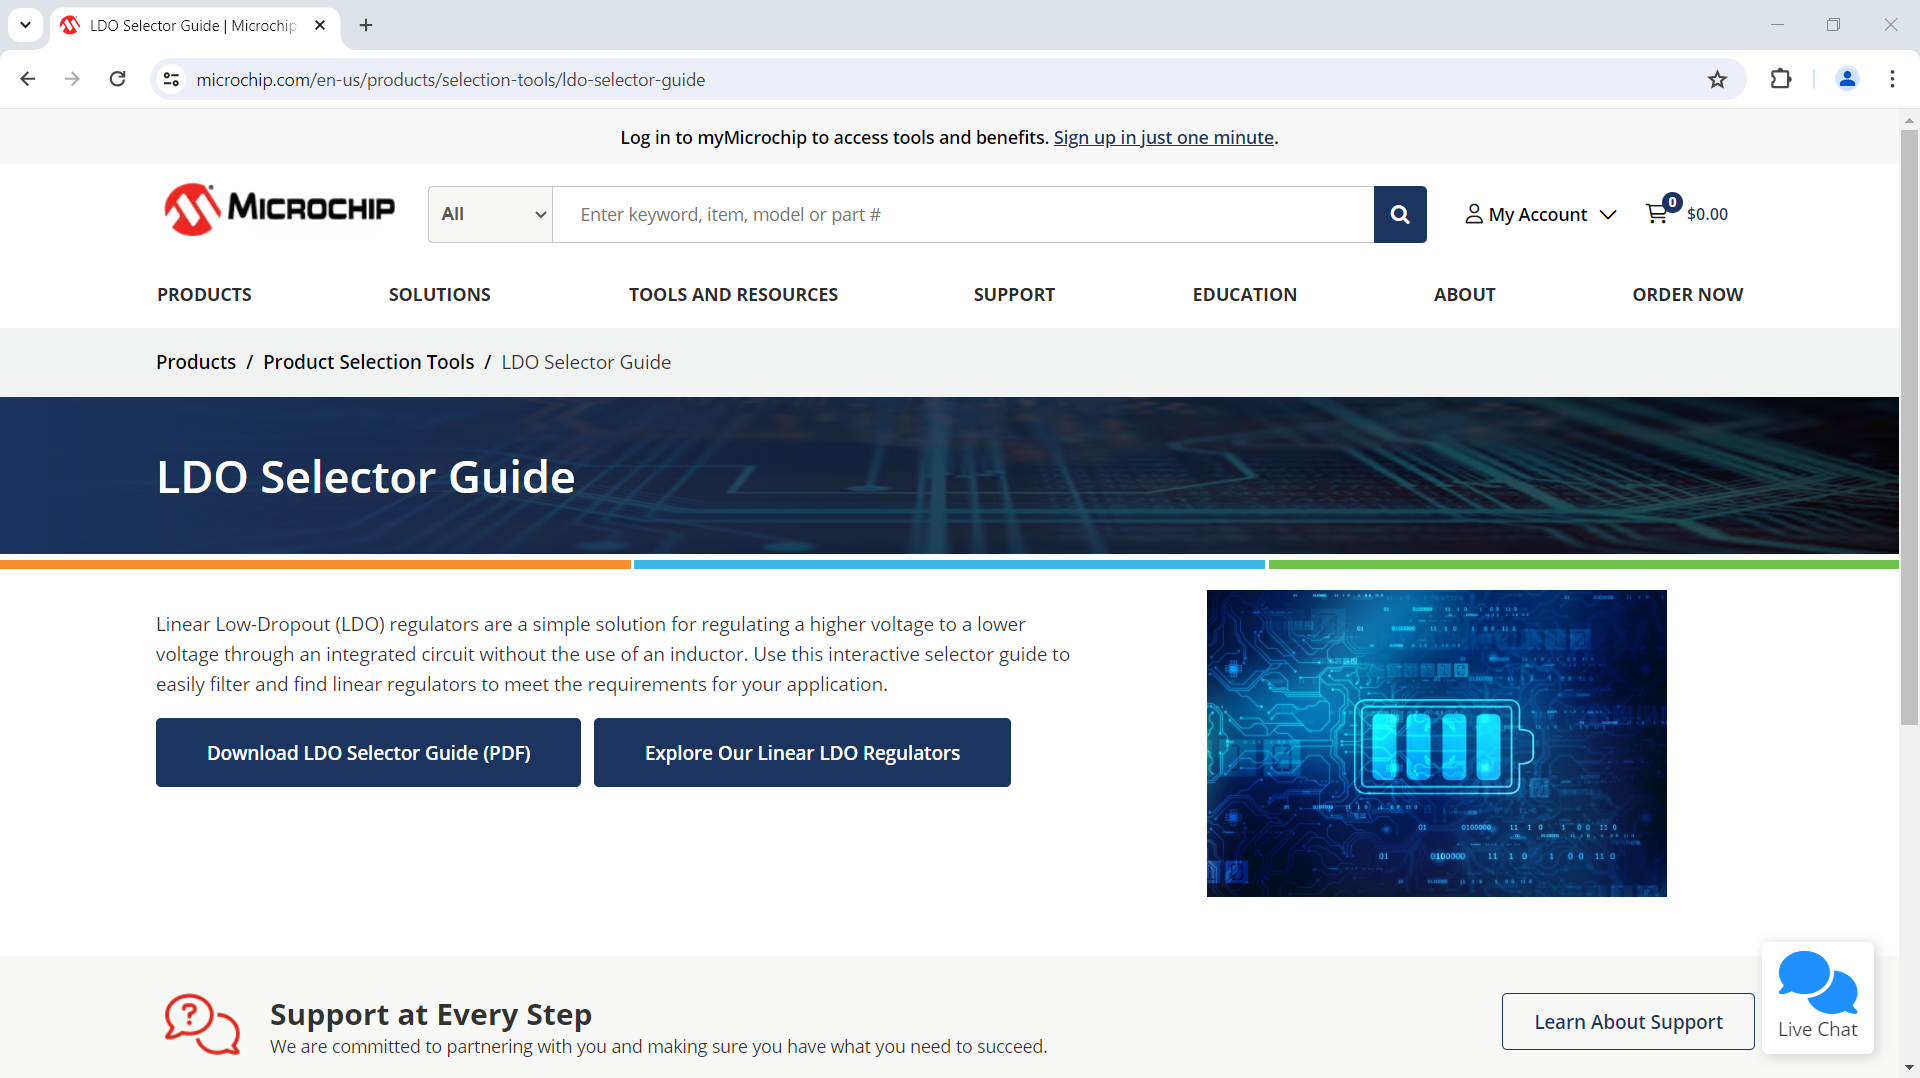 LDO Selector Guide | Microchip
microchip.com/en-us/products/selection-tools/ldo-selector-guide
Log in to myMicrochip to access tools and benefits. Sign up in just one minute.
MICROCHIP
All
Enter keyword, item, model or part #
My Account
0
$0.00
PRODUCTS
SOLUTIONS
TOOLS AND RESOURCES
SUPPORT
EDUCATION
ABOUT
ORDER NOW
Products / Product Selection Tools / LDO Selector Guide
LDO Selector Guide
Linear Low-Dropout (LDO) regulators are a simple solution for regulating a higher voltage to a lower
voltage through an integrated circuit without the use of an inductor. Use this interactive selector guide to
easily filter and find linear regulators to meet the requirements for your application.
Download LDO Selector Guide (PDF)
Explore Our Linear LDO Regulators
Support at Every Step
We are committed to partnering with you and making sure you have what you need to succeed.
Learn About Support
Live Chat